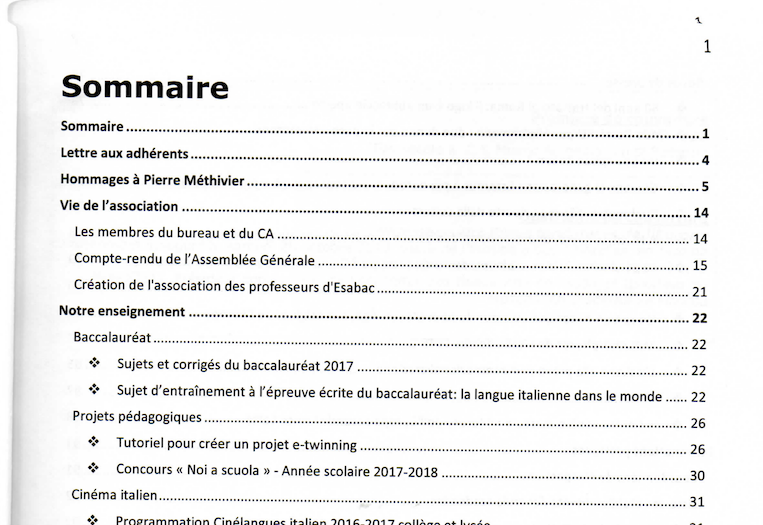 1
Sommaire
Sommaire ........ 1
Lettre aux adhérents ........ 4
Hommages à Pierre Méthivier ........ 5
Vie de l'association ........ 14
Les membres du bureau et du CA ........ 14
Compte-rendu de l'Assemblée Générale ........ 15
Création de l'association des professeurs d'Esabac ........ 21
Notre enseignement ........ 22
Baccalauréat ........ 22
❖ Sujets et corrigés du baccalauréat 2017 ........ 22
❖ Sujet d'entraînement à l'épreuve écrite du baccalauréat: la langue italienne dans le monde ...... 22
Projets pédagogiques ........ 26
❖ Tutoriel pour créer un projet e-twinning ........ 26
❖ Concours « Noi a scuola » - Année scolaire 2017-2018 ........ 30
Cinéma italien ........ 31
❖ Programmation Cinélangues italien 2016-2017 collège et lycée